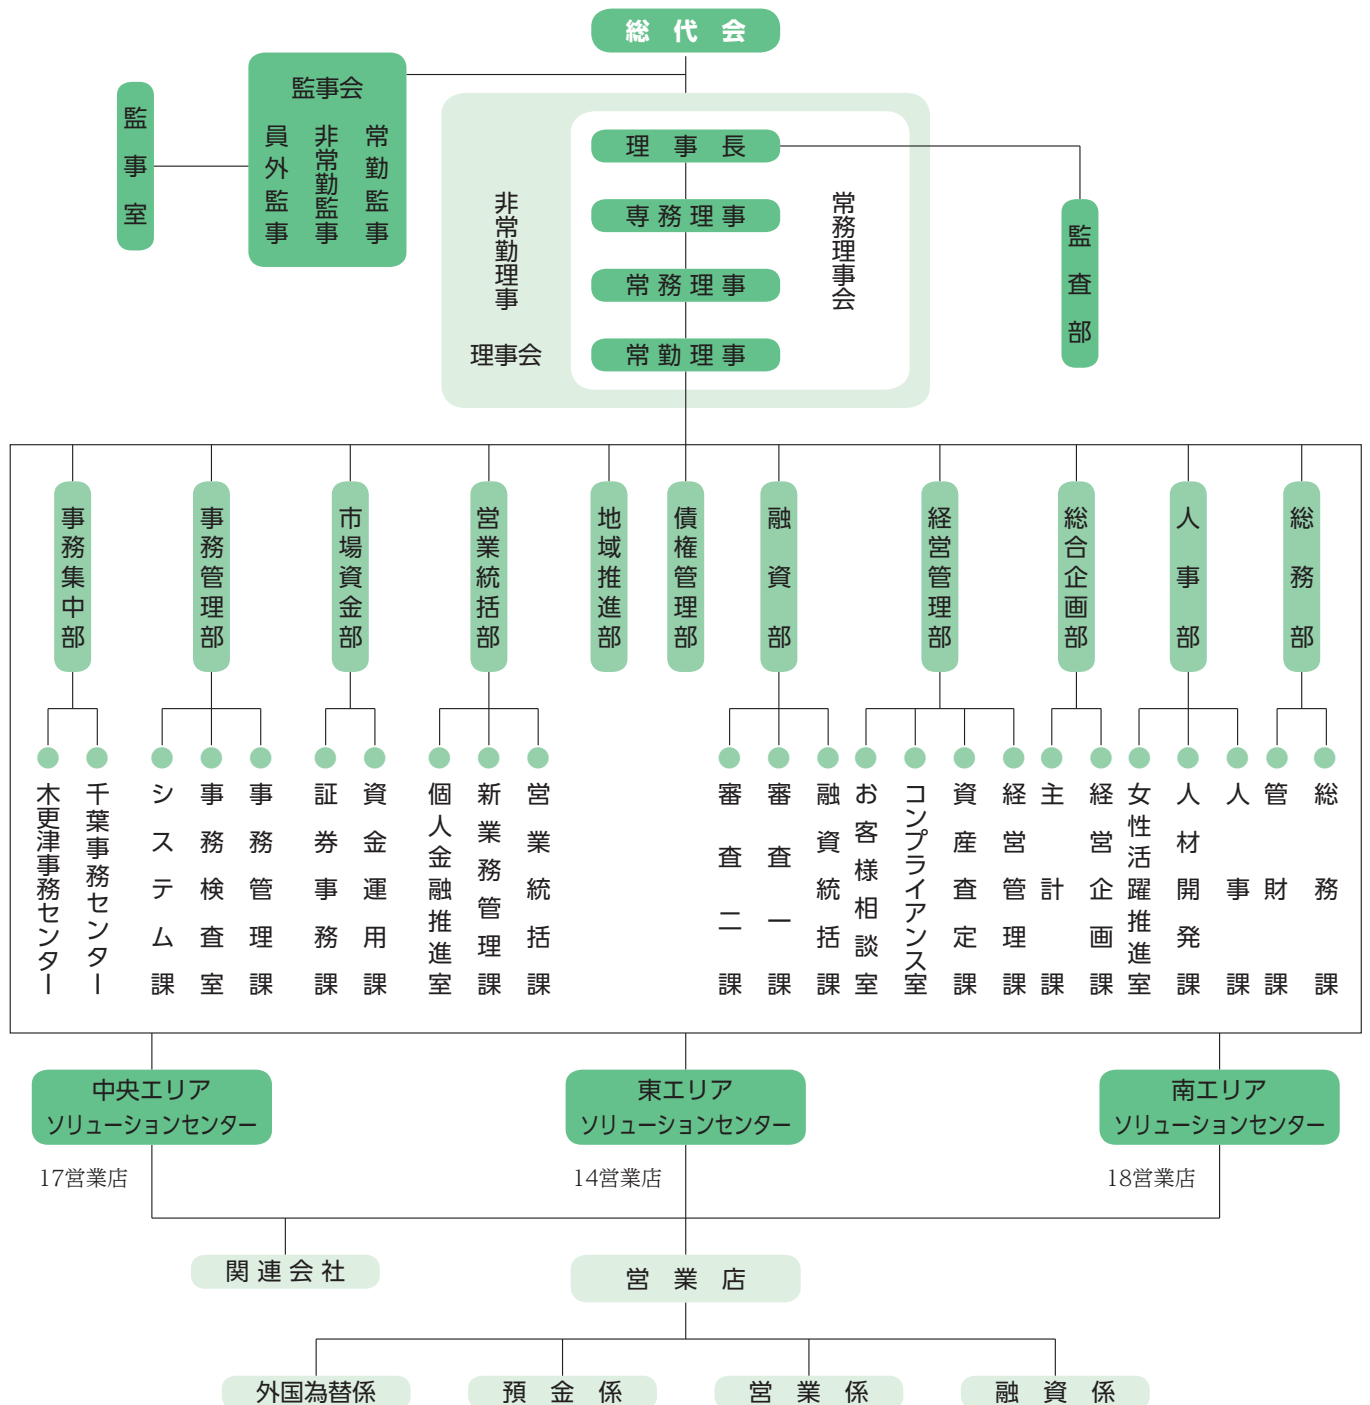 総代会
監事会
常勤監事
非常勤監事
員外監事
監事室
理事長
専務理事
常務理事
常勤理事
常務理事会
非常勤理事
理事会
監査部
事務集中部
事務管理部
市場資金部
営業統括部
地域推進部
債権管理部
融資部
経営管理部
総合企画部
人事部
総務部
木更津事務センター
千葉事務センター
システム課
事務検査室
事務管理課
証券事務課
資金運用課
個人金融推進室
新業務管理課
営業統括課
審査二課
審査一課
融資統括課
お客様相談室
コンプライアンス室
資産査定課
経営管理課
主計課
経営企画課
女性活躍推進室
人材開発課
人事課
管財課
総務課
中央エリア
ソリューションセンター
17営業店
東エリア
ソリューションセンター
14営業店
南エリア
ソリューションセンター
18営業店
関連会社
営業店
外国為替係
預金係
営業係
融資係